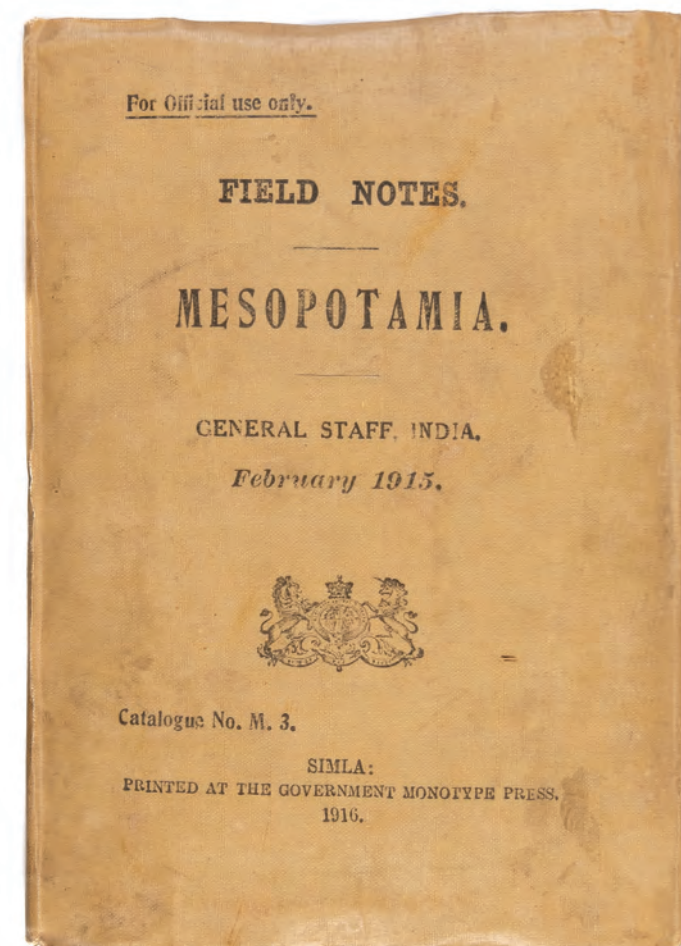 For Official use only.
FIELD NOTES.
MESOPOTAMIA.
GENERAL STAFF, INDIA.
February 1915.
Catalogue No. M. 3.
SIMLA:
PRINTED AT THE GOVERNMENT MONOTYPE PRESS.
1916.